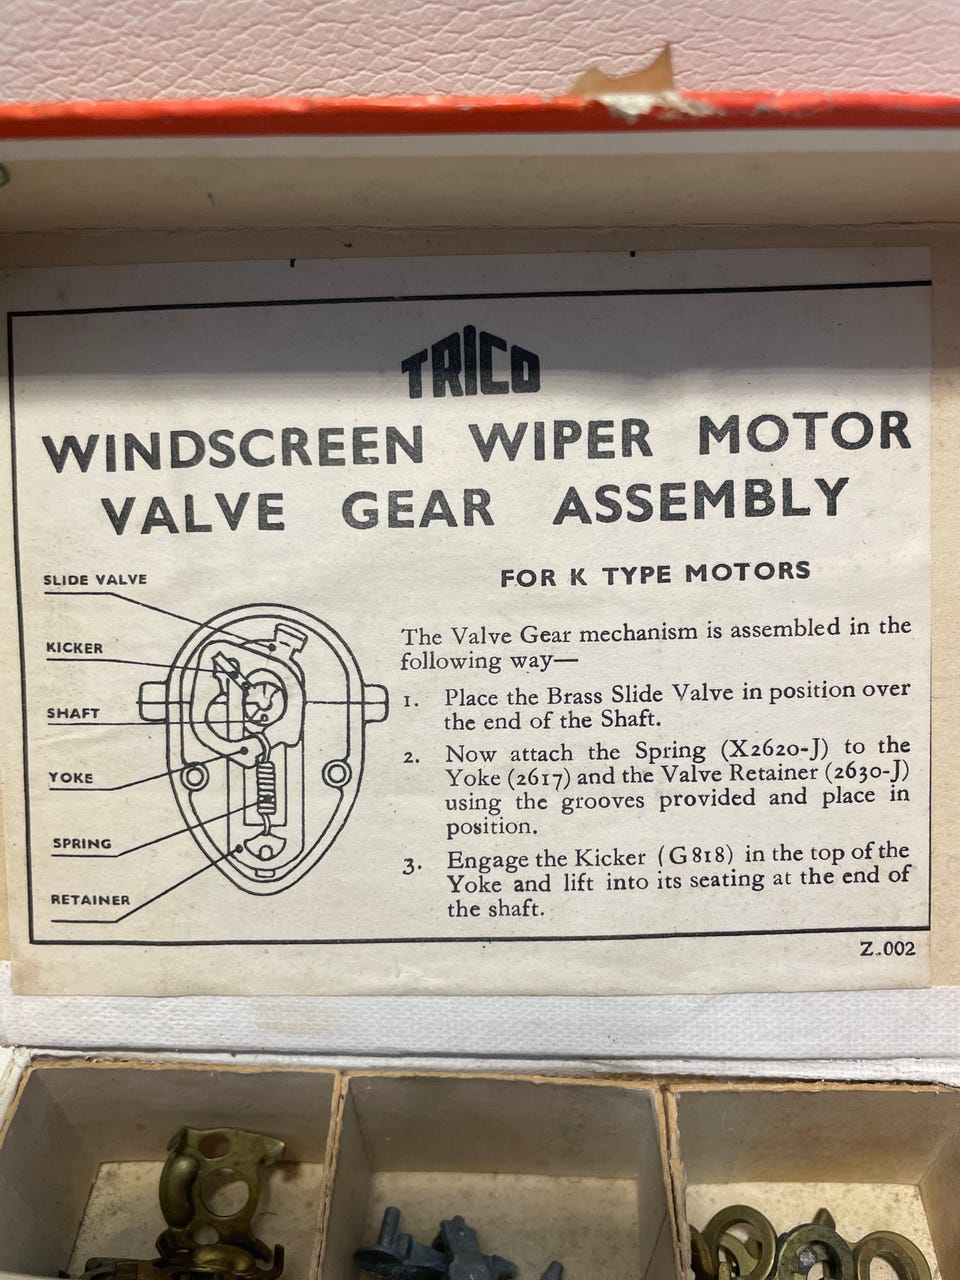 TRICO
WINDSCREEN WIPER MOTOR
VALVE GEAR ASSEMBLY
FOR K TYPE MOTORS
SLIDE VALVE
KICKER
SHAFT
YOKE
SPRING
RETAINER
The Valve Gear mechanism is assembled in the
following way—
1. Place the Brass Slide Valve in position over
the end of the Shaft.
2. Now attach the Spring (X2620-J) to the
Yoke (2617) and the Valve Retainer (2630-J)
using the grooves provided and place in
position.
3. Engage the Kicker (G818) in the top of the
Yoke and lift into its seating at the end of
the shaft.
Z.002